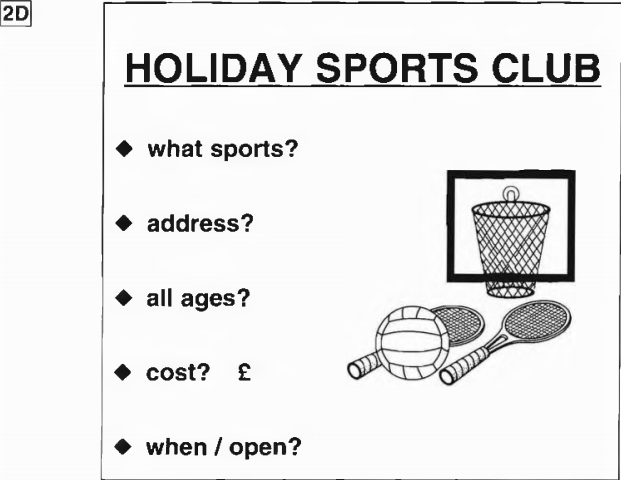 2D
HOLIDAY SPORTS CLUB
◆ what sports?
◆ address?
◆ all ages?
◆ cost? £
◆ when / open?